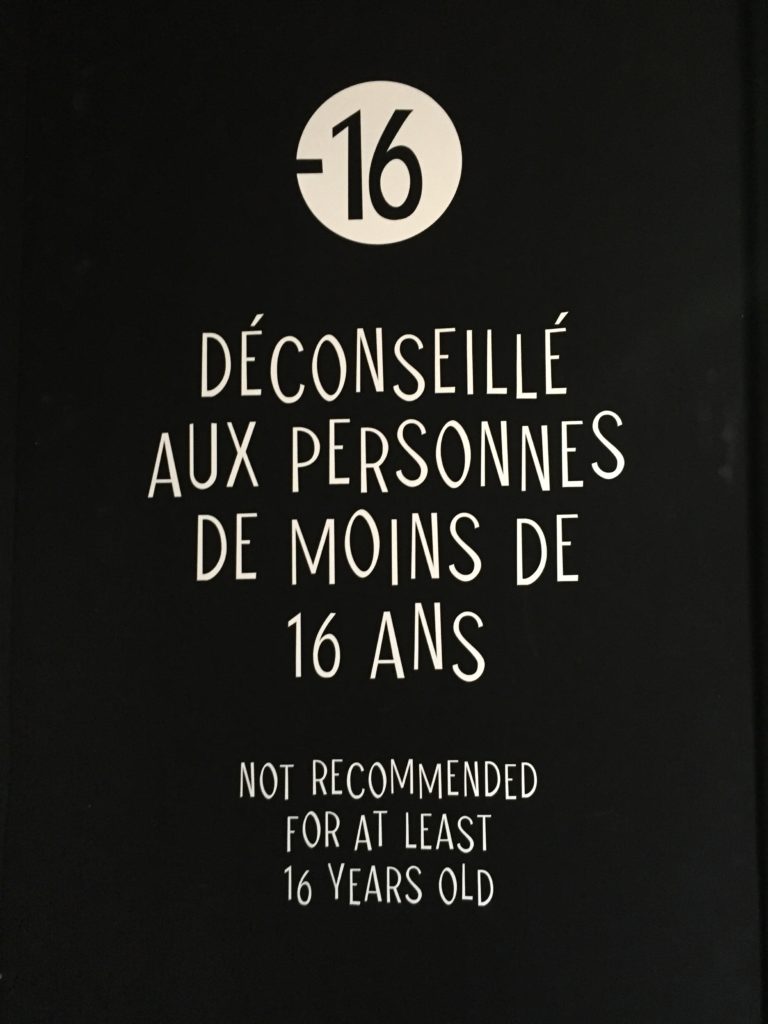 -16
DÉCONSEILLÉ
AUX PERSONNES
DE MOINS DE
16 ANS
NOT RECOMMENDED
FOR AT LEAST
16 YEARS OLD